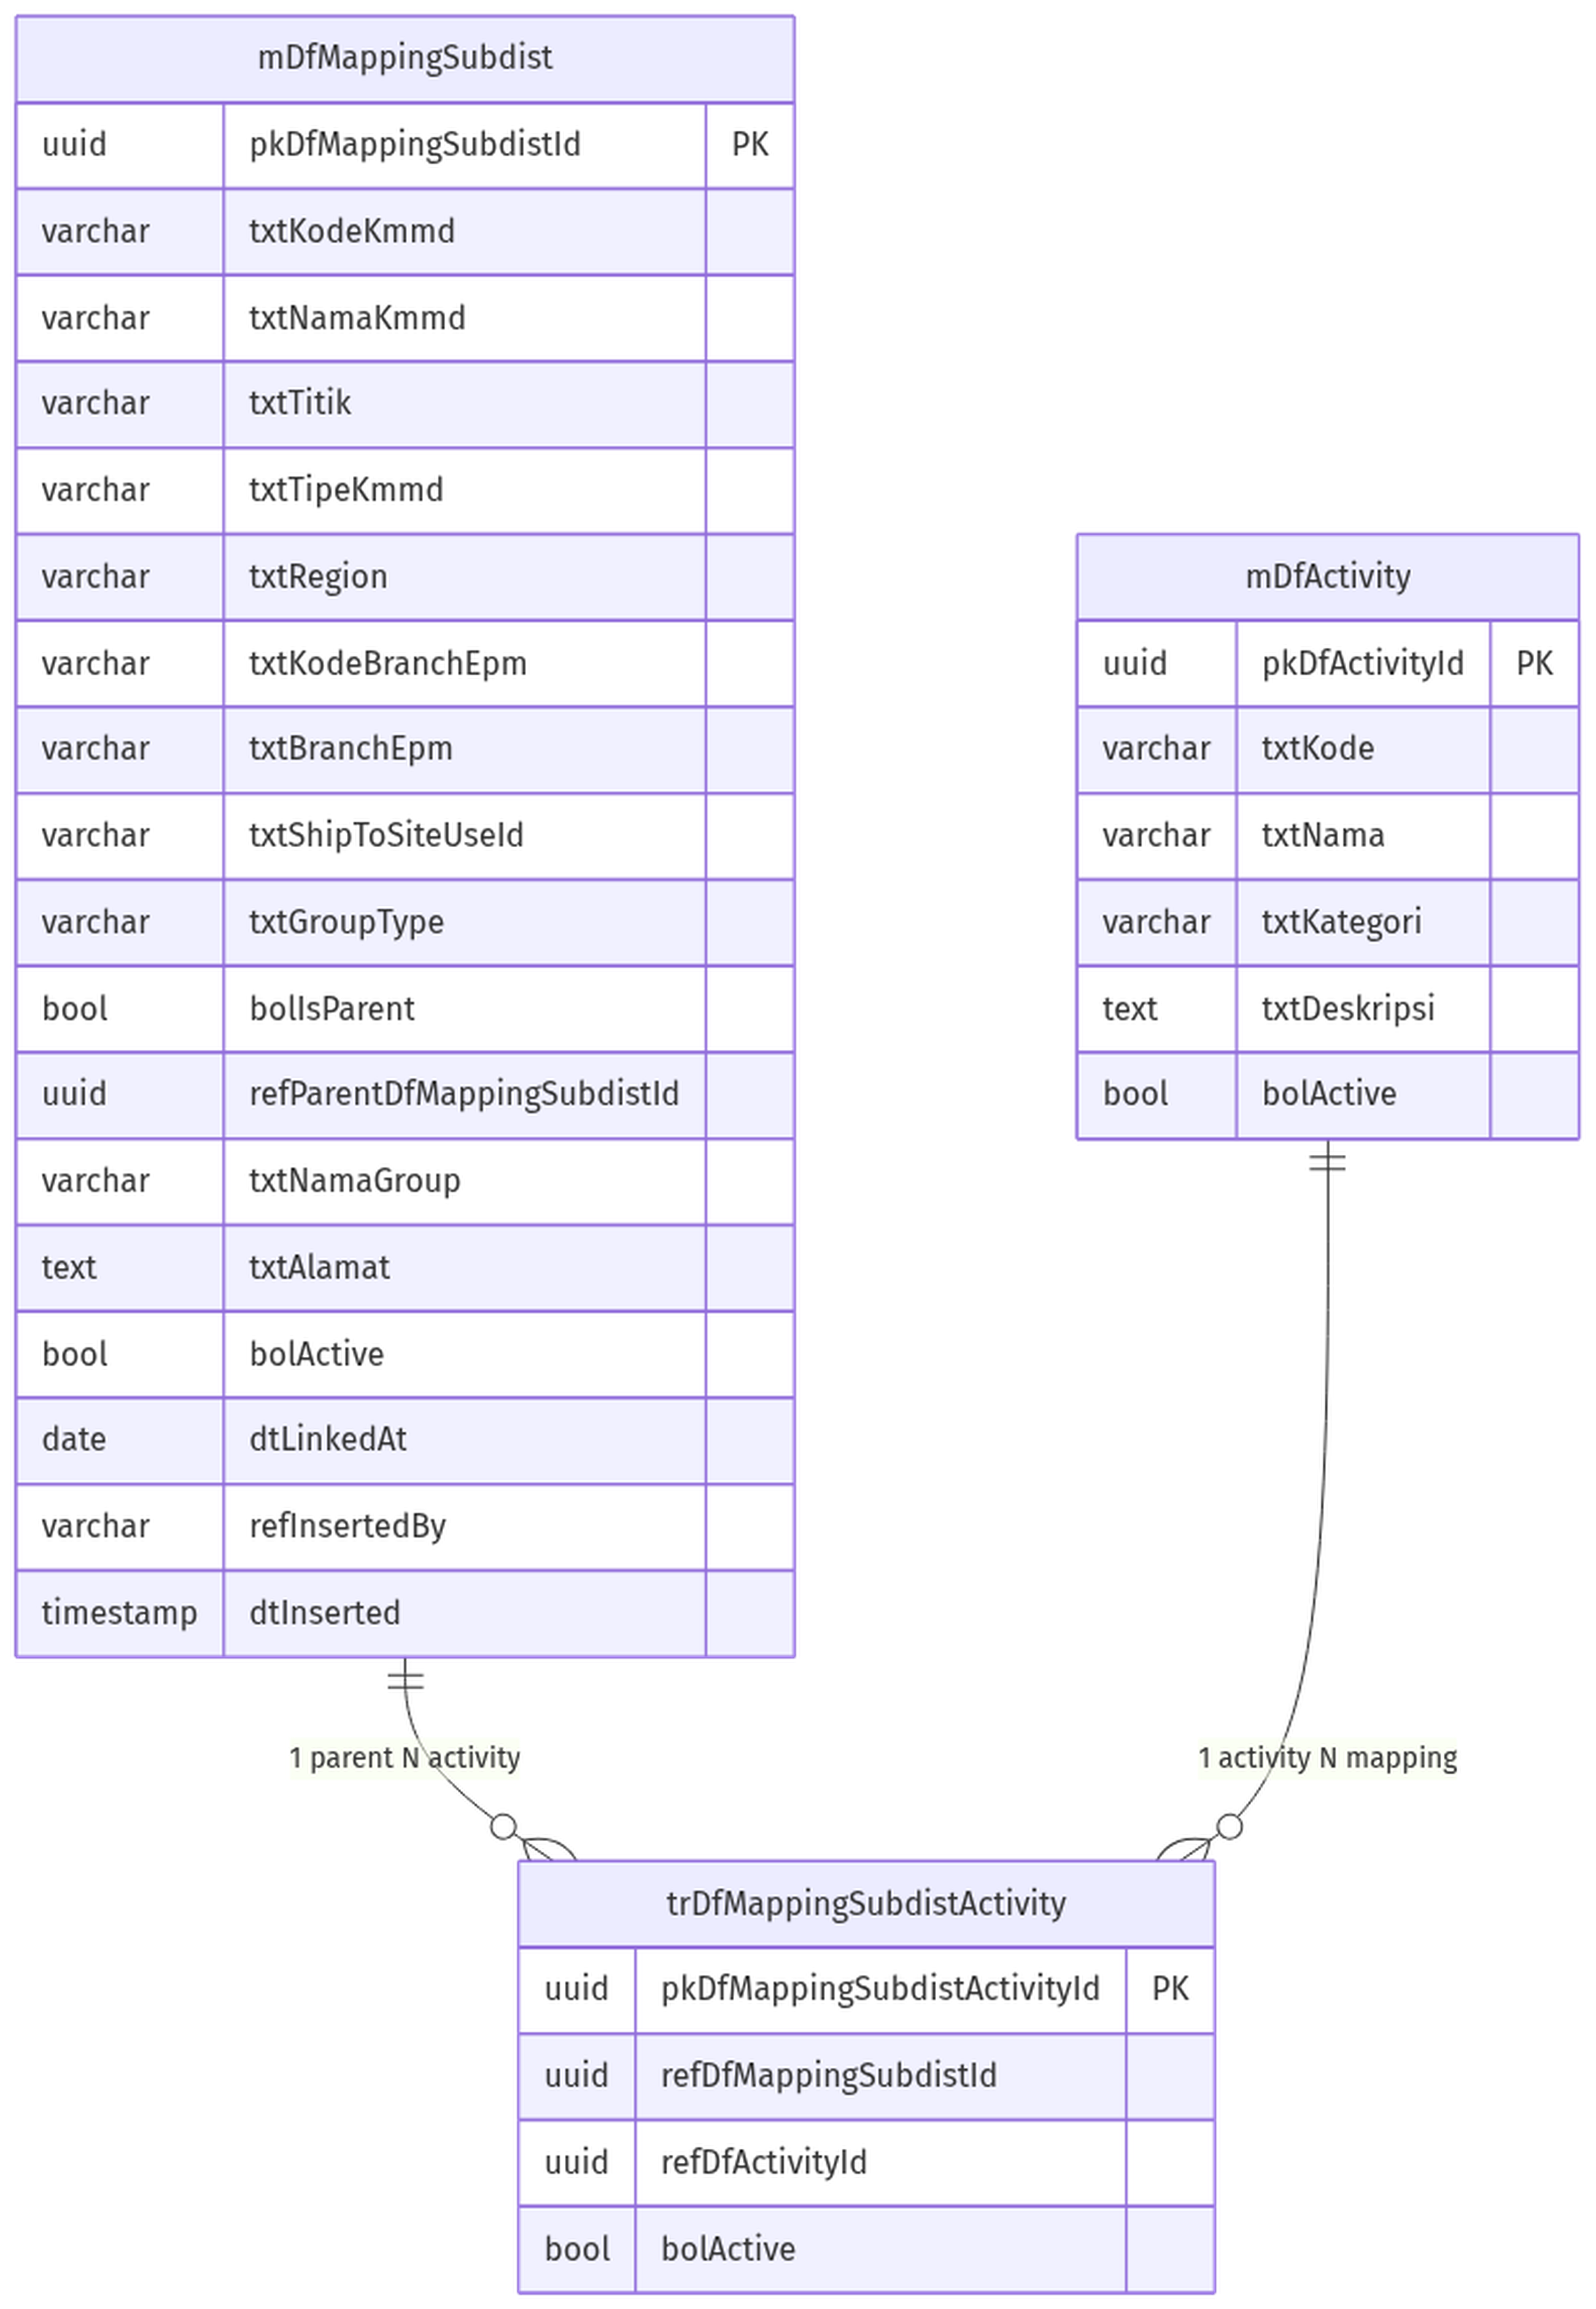 mDfMappingSubdist
uuid pkDfMappingSubdistId PK
varchar txtKodeKmmd
varchar txtNamaKmmd
varchar txtTitik
varchar txtTipeKmmd
varchar txtRegion
varchar txtKodeBranchEpm
varchar txtBranchEpm
varchar txtShipToSiteUseId
varchar txtGroupType
bool bolIsParent
uuid refParentDfMappingSubdistId
varchar txtNamaGroup
text txtAlamat
bool bolActive
date dtLinkedAt
varchar refInsertedBy
timestamp dtInserted
mDfActivity
uuid pkDfActivityId PK
varchar txtKode
varchar txtNama
varchar txtKategori
text txtDeskripsi
bool bolActive
1 parent N activity
1 activity N mapping
trDfMappingSubdistActivity
uuid pkDfMappingSubdistActivityId PK
uuid refDfMappingSubdistId
uuid refDfActivityId
bool bolActive